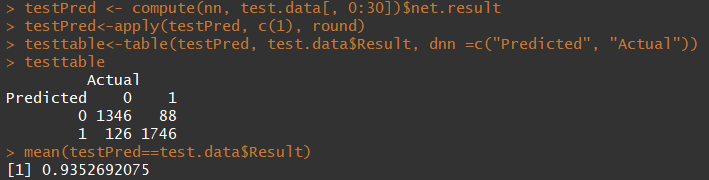 > testPred <- compute(nn, test.data[, 0:30])$net.result
> testPred<-apply(testPred, c(1), round)
> testtable<-table(testPred, test.data$Result, dnn =c("Predicted", "Actual"))
> testtable
Actual
Predicted 0 1
0 1346 88
1 126 1746
> mean(testPred==test.data$Result)
[1] 0.9352692075